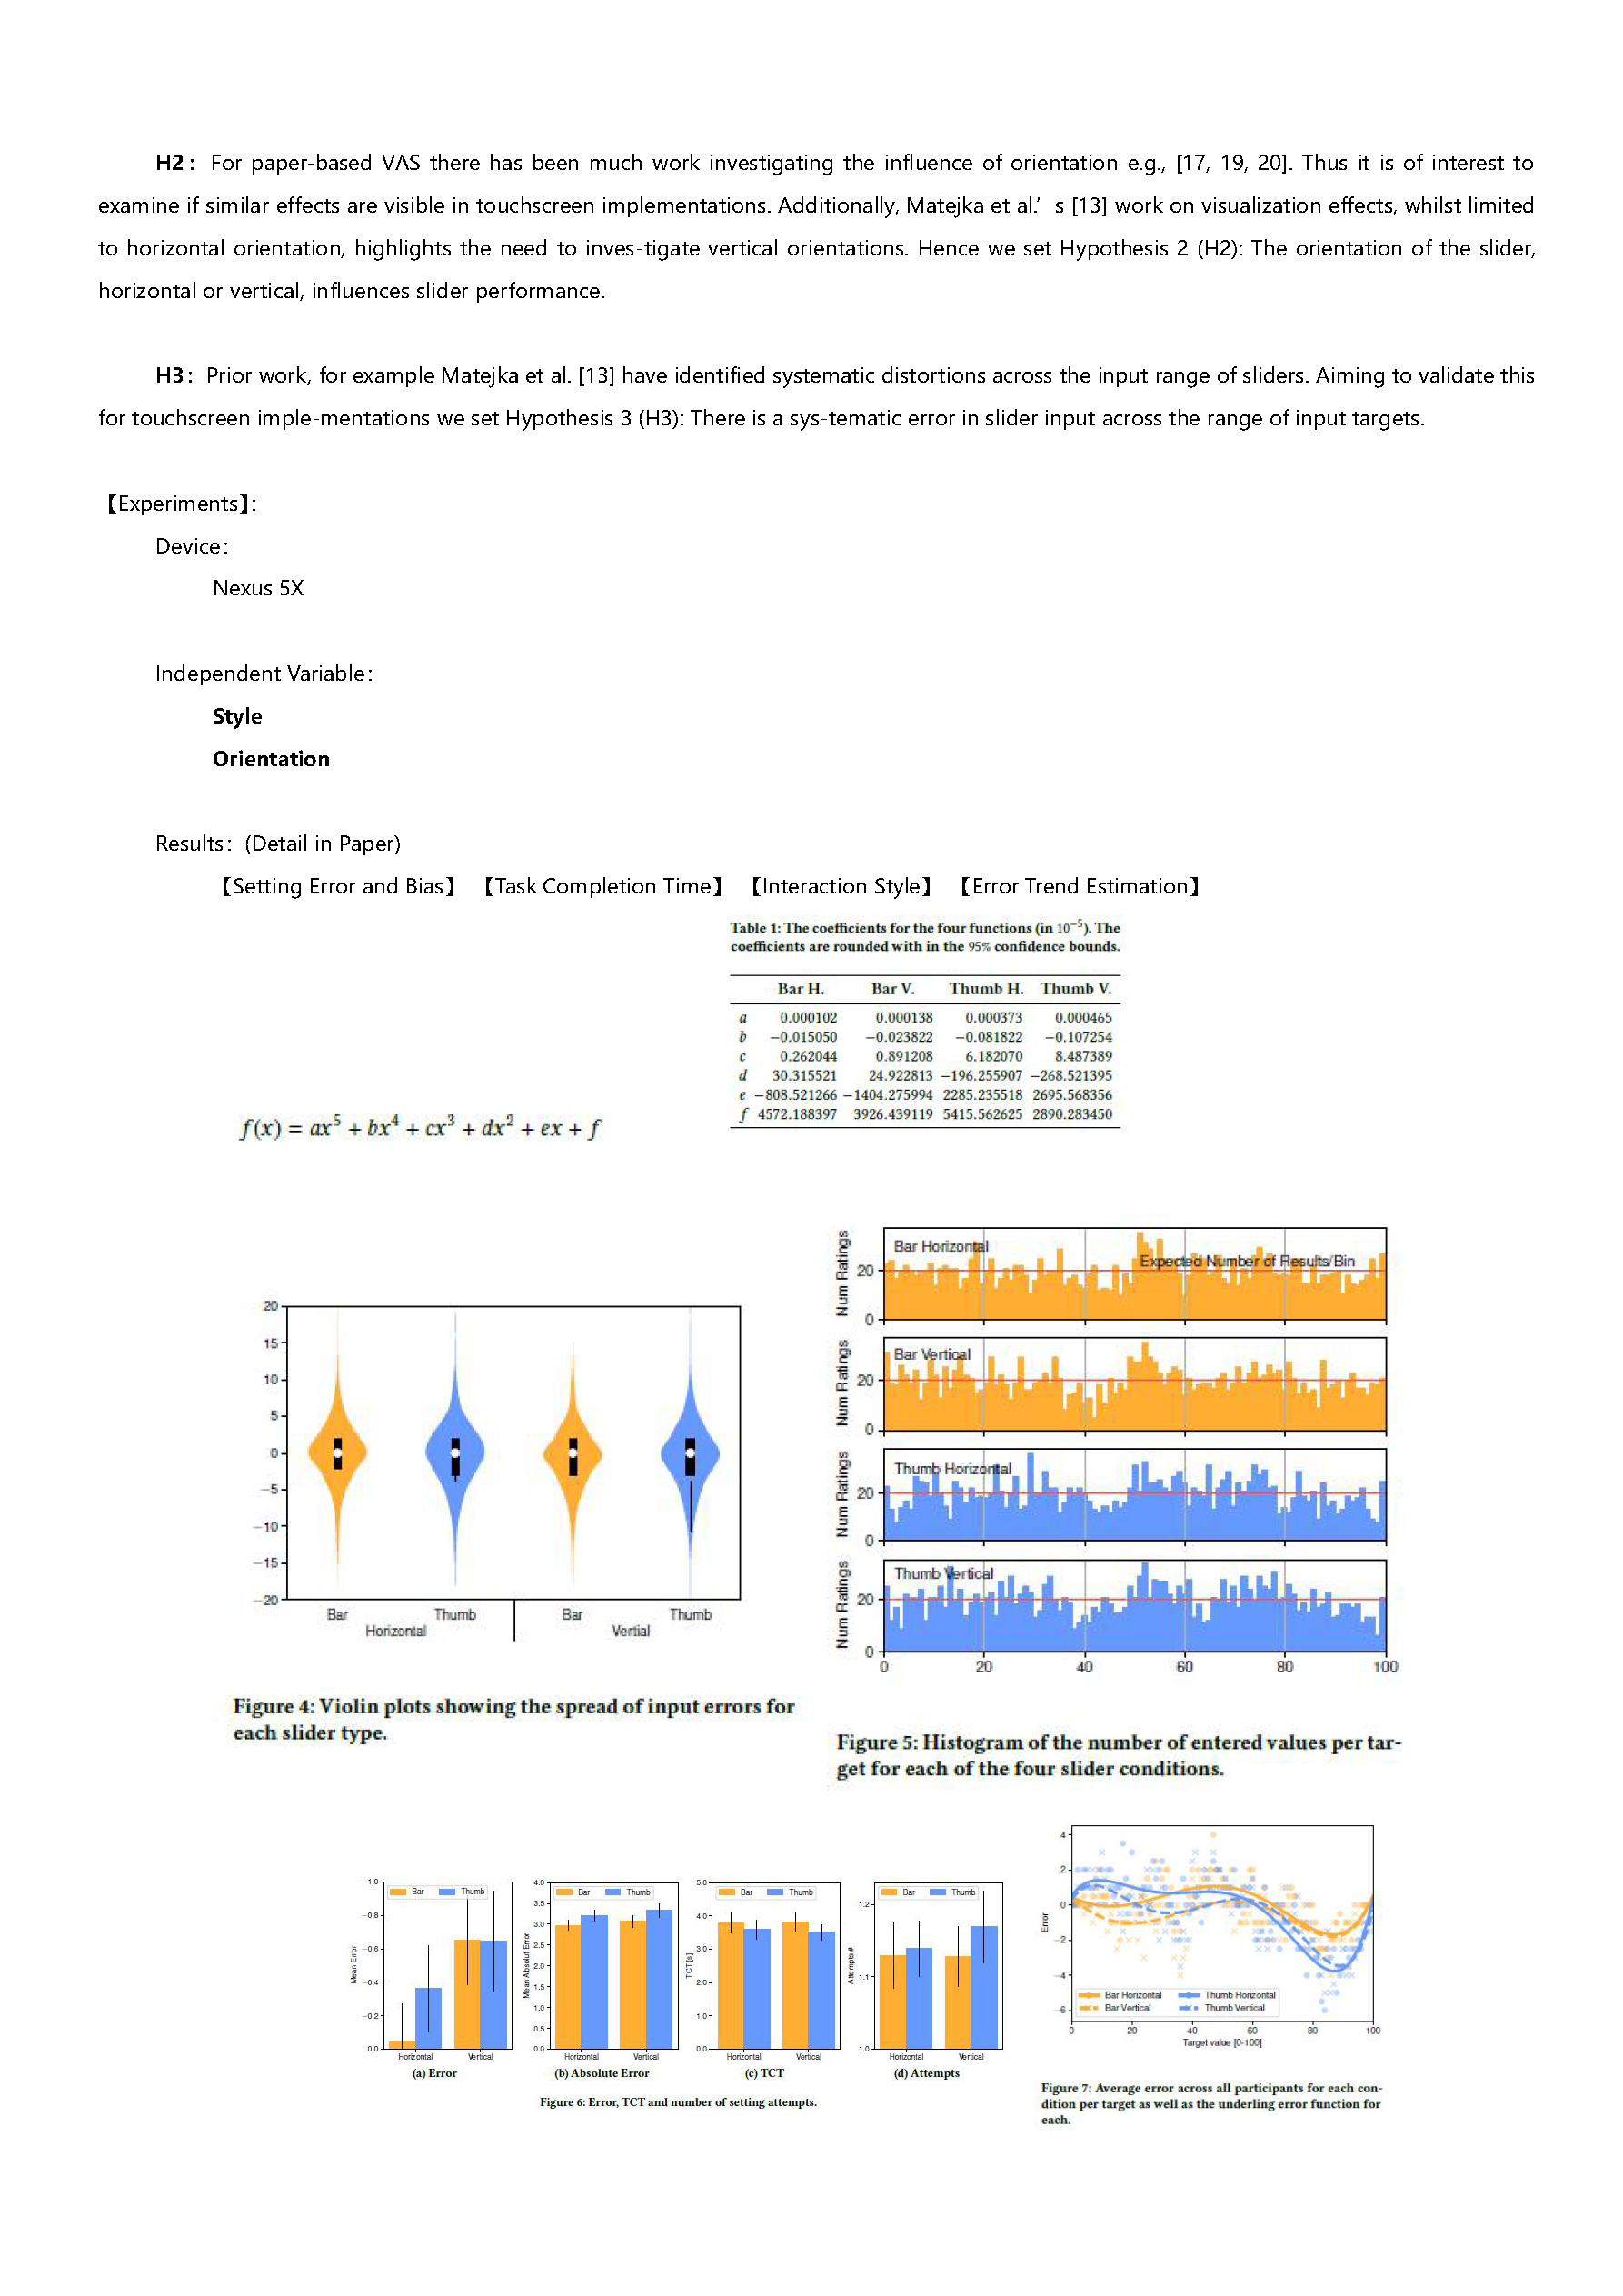 H2：For paper-based VAS there has been much work investigating the influence of orientation e.g., [17, 19, 20]. Thus it is of interest to
examine if similar effects are visible in touchscreen implementations. Additionally, Matejka et al.’s [13] work on visualization effects, whilst limited
to horizontal orientation, highlights the need to inves-tigate vertical orientations. Hence we set Hypothesis 2 (H2): The orientation of the slider,
horizontal or vertical, influences slider performance.
H3：Prior work, for example Matejka et al. [13] have identified systematic distortions across the input range of sliders. Aiming to validate this
for touchscreen imple-mentations we set Hypothesis 3 (H3): There is a sys-tematic error in slider input across the range of input targets.
【Experiments】:
Device：
Nexus 5X
Independent Variable：
Style
Orientation
Results：(Detail in Paper)
【Setting Error and Bias】 【Task Completion Time】 【Interaction Style】 【Error Trend Estimation】
Table 1: The coefficients for the four functions (in 10⁻⁵). The
coefficients are rounded with in the 95% confidence bounds.
Bar H. Bar V. Thumb H. Thumb V.
a 0.000102 0.000138 0.000373 0.000465
b −0.015050 −0.023822 −0.081822 −0.107254
c 0.262044 0.891208 6.182070 8.487389
d 30.315521 24.922813 −196.255907 −268.521395
e −808.521266 −1404.275994 2285.235518 2695.568356
f 4572.188397 3926.439119 5415.562625 2890.283450
f(x) = ax⁵ + bx⁴ + cx³ + dx² + ex + f
20
15
10
5
0
−5
−10
−15
−20
Bar Thumb Bar Thumb
Horizontal Vertial
Figure 4: Violin plots showing the spread of input errors for
each slider type.
Num Ratings
20
0
Bar Horizontal
Expected Number of Results/Bin
Num Ratings
20
0
Bar Vertical
Num Ratings
20
0
Thumb Horizontal
Num Ratings
20
0
Thumb Vertical
0 20 40 60 80 100
Figure 5: Histogram of the number of entered values per tar-
get for each of the four slider conditions.
Mean Error
−1.0
−0.8
−0.6
−0.4
−0.2
0.0
Bar Thumb
Horizontal Vertical
(a) Error
Mean Absolut Error
4.0
3.5
3.0
2.5
2.0
1.5
1.0
0.5
0.0
Bar Thumb
Horizontal Vertical
(b) Absolute Error
TCT [s]
5.0
4.0
3.0
2.0
1.0
0.0
Bar Thumb
Horizontal Vertical
(c) TCT
Attempts #
1.2
1.1
1.0
Bar Thumb
Horizontal Vertical
(d) Attempts
Figure 6: Error, TCT and number of setting attempts.
Error
4
2
0
−2
−4
−6
Bar Horizontal Thumb Horizontal
Bar Vertical Thumb Vertical
0 20 40 60 80 100
Target value [0-100]
Figure 7: Average error across all participants for each con-
dition per target as well as the underling error function for
each.